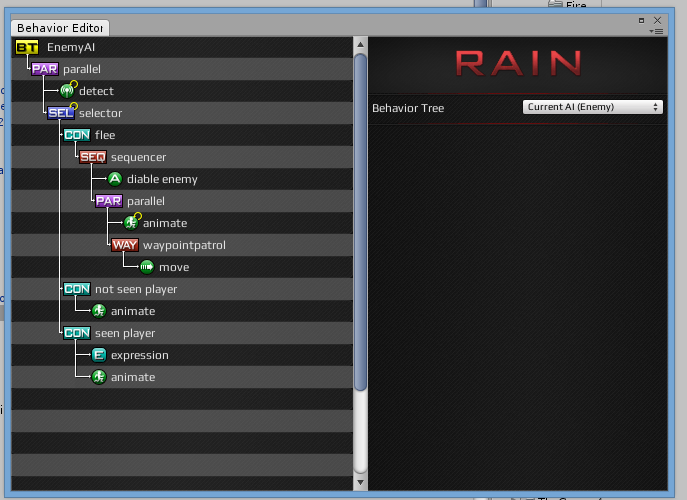 Fire
Behavior Editor
BT EnemyAI
PAR parallel
detect
SEL selector
CON flee
SEQ sequencer
A diable enemy
PAR parallel
animate
WAY waypointpatrol
move
CON not seen player
animate
CON seen player
E expression
animate
RAIN
Behavior Tree
Current AI (Enemy)